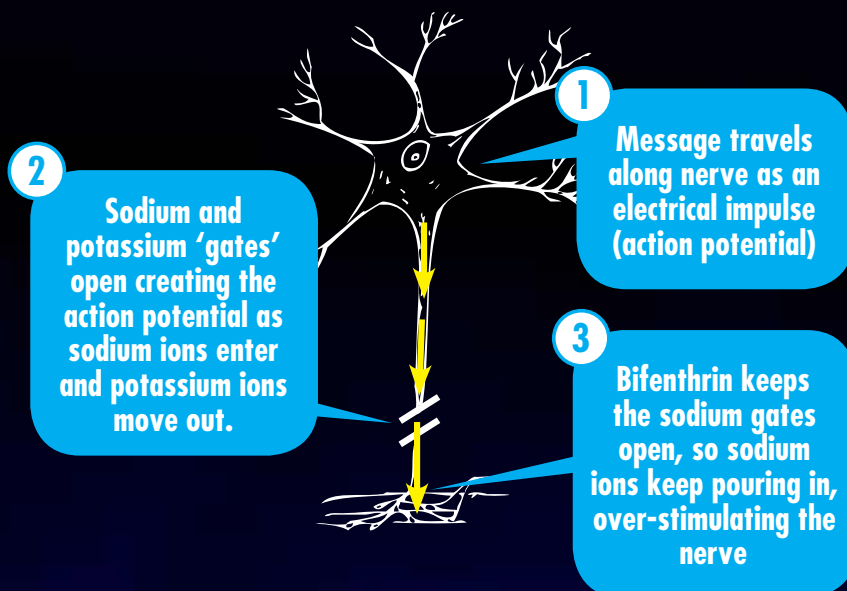 1
Message travels
along nerve as an
electrical impulse
(action potential)
2
Sodium and
potassium ‘gates’
open creating the
action potential as
sodium ions enter
and potassium ions
move out.
3
Bifenthrin keeps
the sodium gates
open, so sodium
ions keep pouring in,
over-stimulating the
nerve